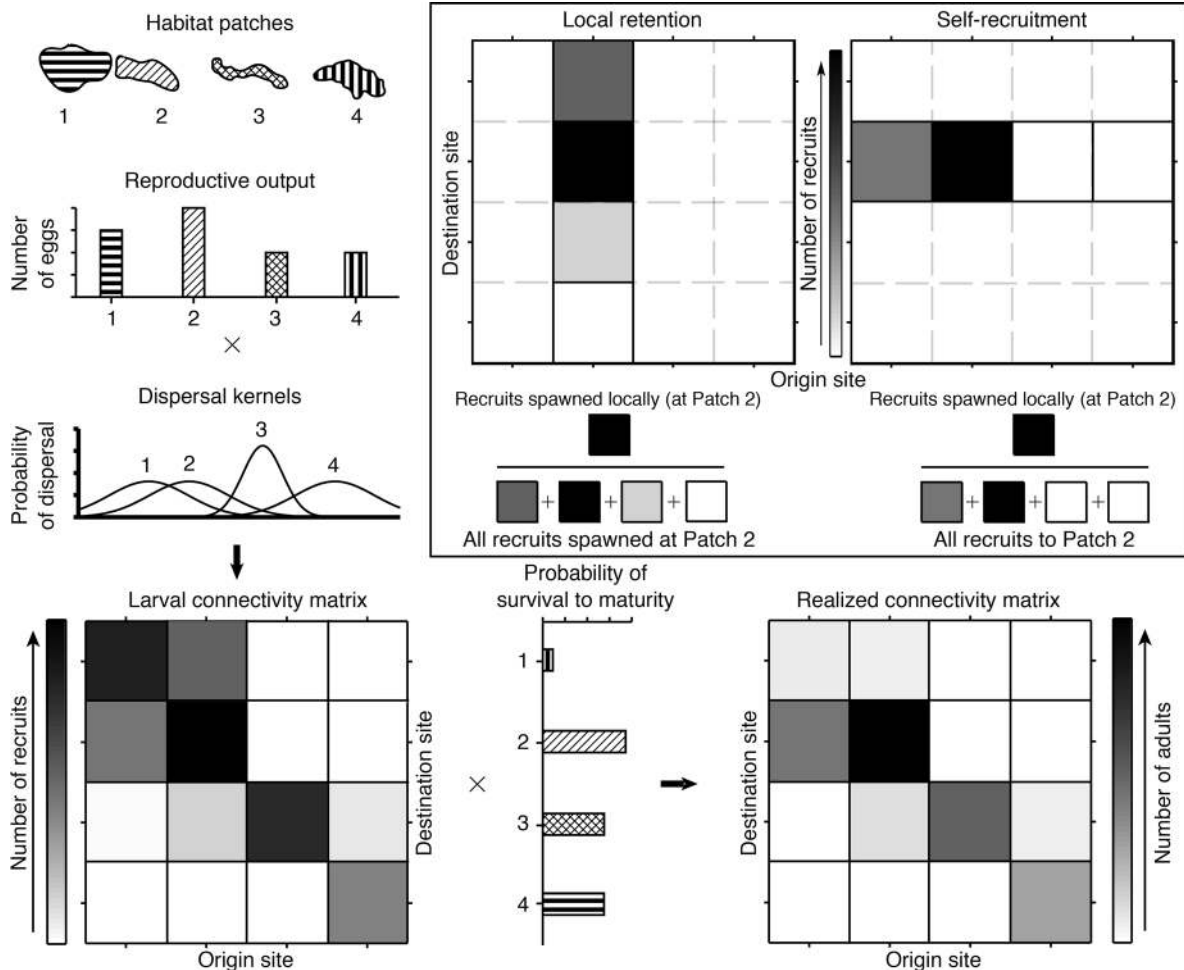 Habitat patches
1 2 3 4
Reproductive output
Number
of eggs
1 2 3 4
×
Dispersal kernels
Probability
of dispersal
1 2 3 4
Local retention
Destination site
Number of recruits
Self-recruitment
Origin site
Recruits spawned locally (at Patch 2)
+ + +
All recruits spawned at Patch 2
Recruits spawned locally (at Patch 2)
+ + +
All recruits to Patch 2
Larval connectivity matrix
Number of recruits
Destination site
Origin site
×
Probability of
survival to maturity
1
2
3
4
Realized connectivity matrix
Destination site
Number of adults
Origin site